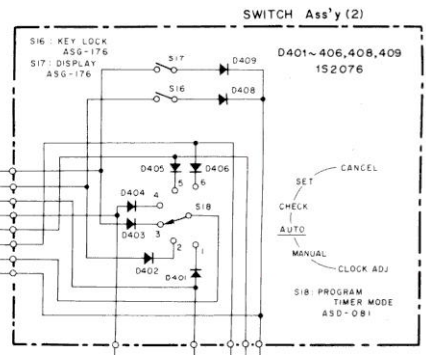 SWITCH Ass'y (2)
S16 : KEY LOCK
ASG-176
S17 : DISPLAY
ASG-176
S17
D409
D401~406,408,409
1S2076
S16
D408
D405
D406
5
6
CANCEL
SET
D404
4
S18
CHECK
3
D403
AUTO
2
1
MANUAL
D402
D401
CLOCK ADJ
S18: PROGRAM
TIMER MODE
ASD-081